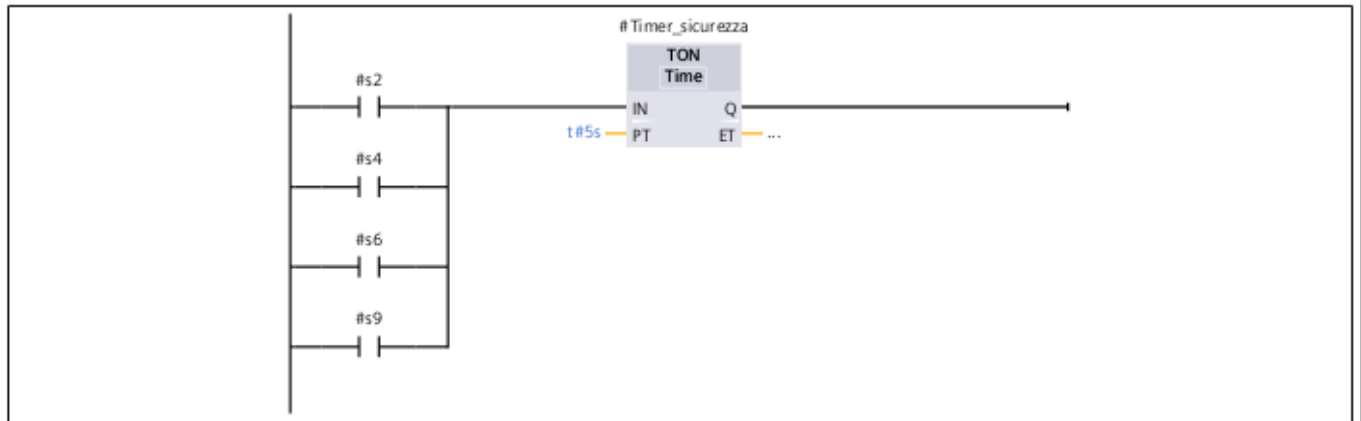 #Timer_sicurezza
TON
Time
#s2
IN Q
t#5s PT ET ...
#s4
#s6
#s9